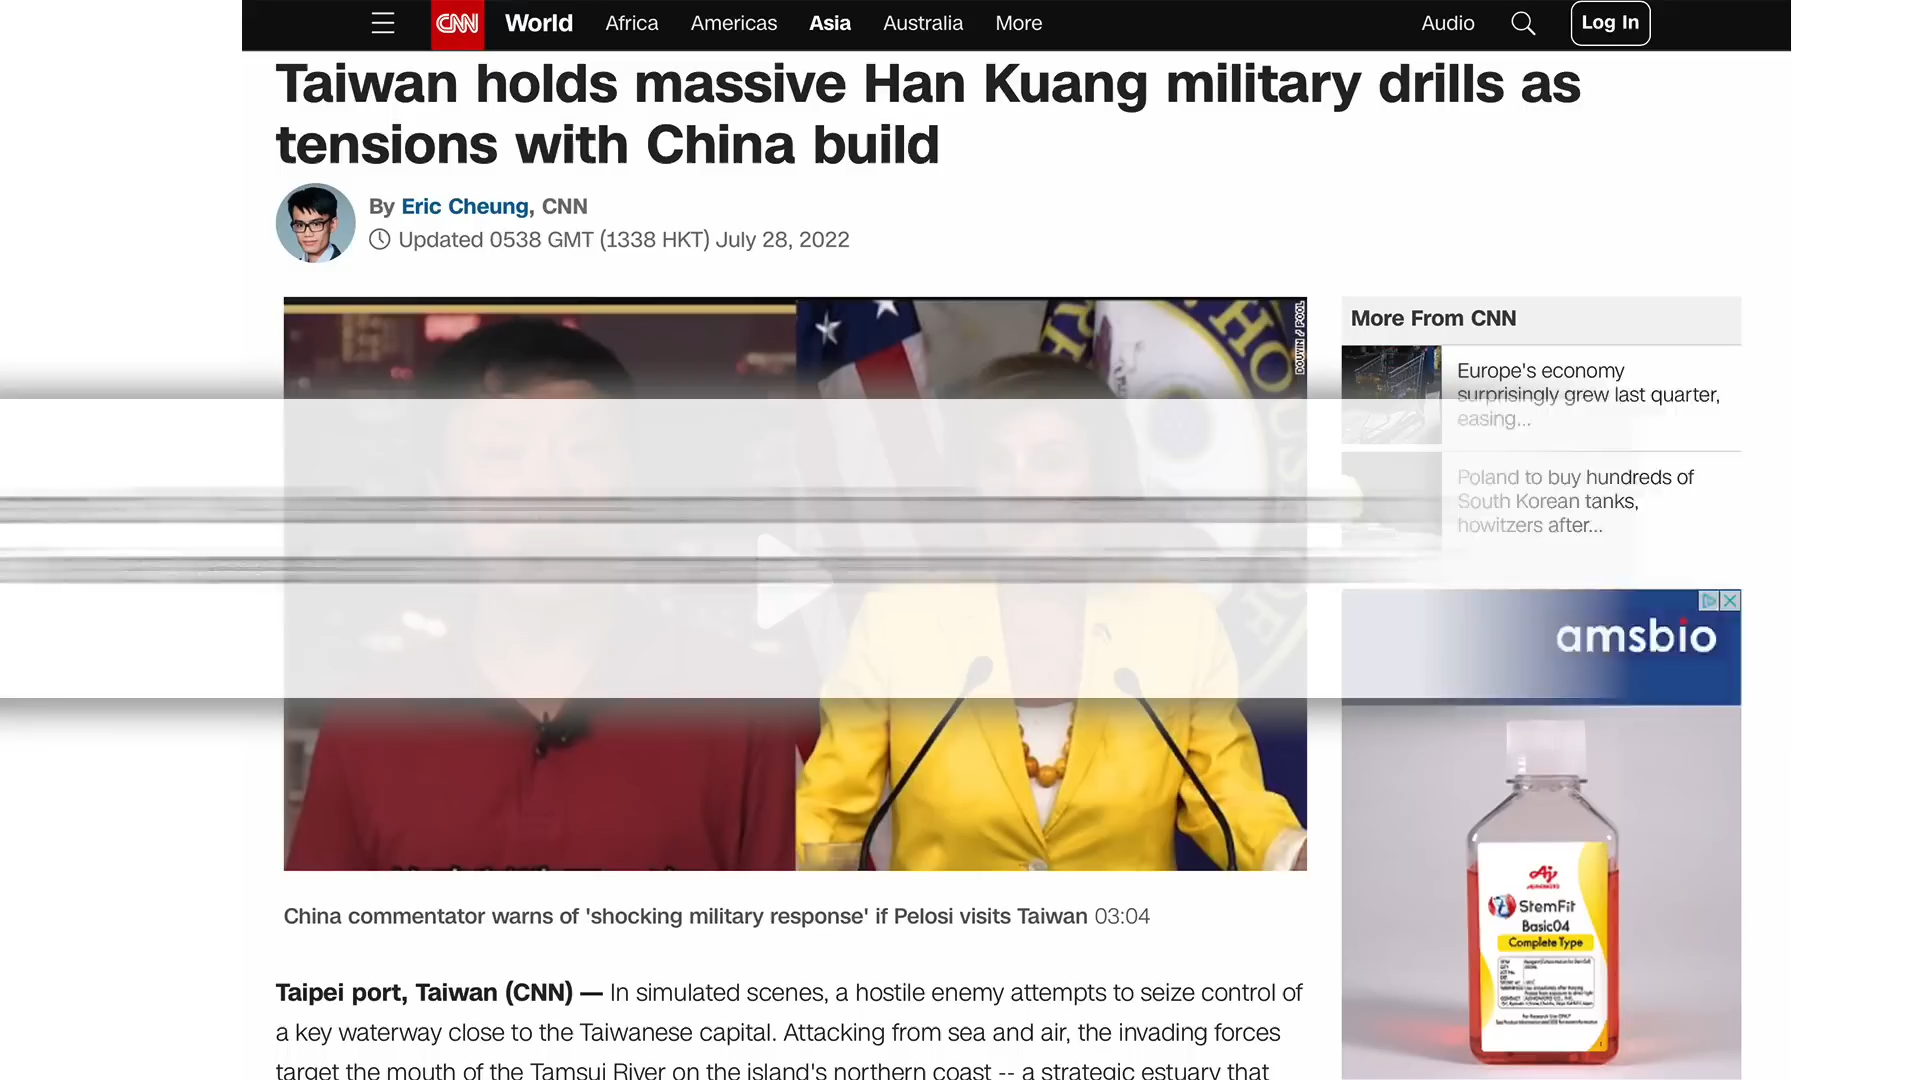 CNN World Africa Americas Asia Australia More Audio Log In
Taiwan holds massive Han Kuang military drills as
tensions with China build
By Eric Cheung, CNN
Updated 0538 GMT (1338 HKT) July 28, 2022
DOUYIN / POOL
More From CNN
Europe's economy
surprisingly grew last quarter,
easing...
Poland to buy hundreds of
South Korean tanks,
howitzers after...
amsbio
StemFit
Basic04
Complete Type
China commentator warns of 'shocking military response' if Pelosi visits Taiwan 03:04
Taipei port, Taiwan (CNN) — In simulated scenes, a hostile enemy attempts to seize control of
a key waterway close to the Taiwanese capital. Attacking from sea and air, the invading forces
target the mouth of the Tamsui River on the island's northern coast -- a strategic estuary that